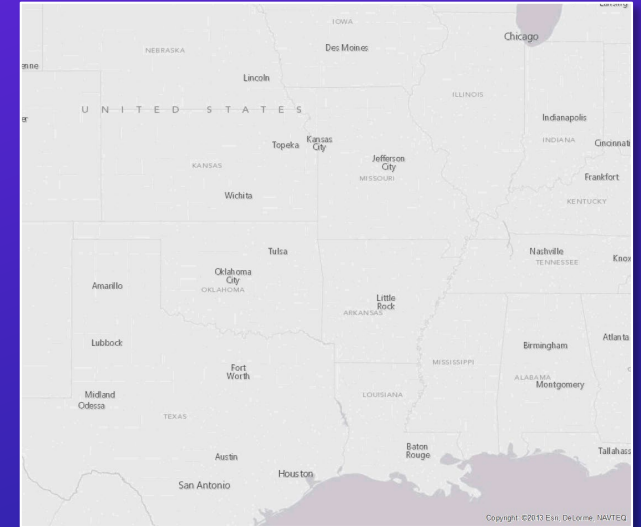 Lansing
IOWA
Chicago
Des Moines
NEBRASKA
Lincoln
ILLINOIS
UNITED STATES
Indianapolis
INDIANA
Cincinnati
Topeka
Kansas
City
Jefferson
City
MISSOURI
KANSAS
Frankfort
KENTUCKY
Wichita
Tulsa
Nashville
TENNESSEE
Knox
Oklahoma
City
OKLAHOMA
Amarillo
Little
Rock
ARKANSAS
Lubbock
Birmingham
Atlanta
Fort
Worth
MISSISSIPPI
ALABAMA
Montgomery
Midland
Odessa
LOUISIANA
TEXAS
Baton
Rouge
Tallahass
Austin
Houston
San Antonio
Copyright: ©2013 Esri, DeLorme, NAVTEQ